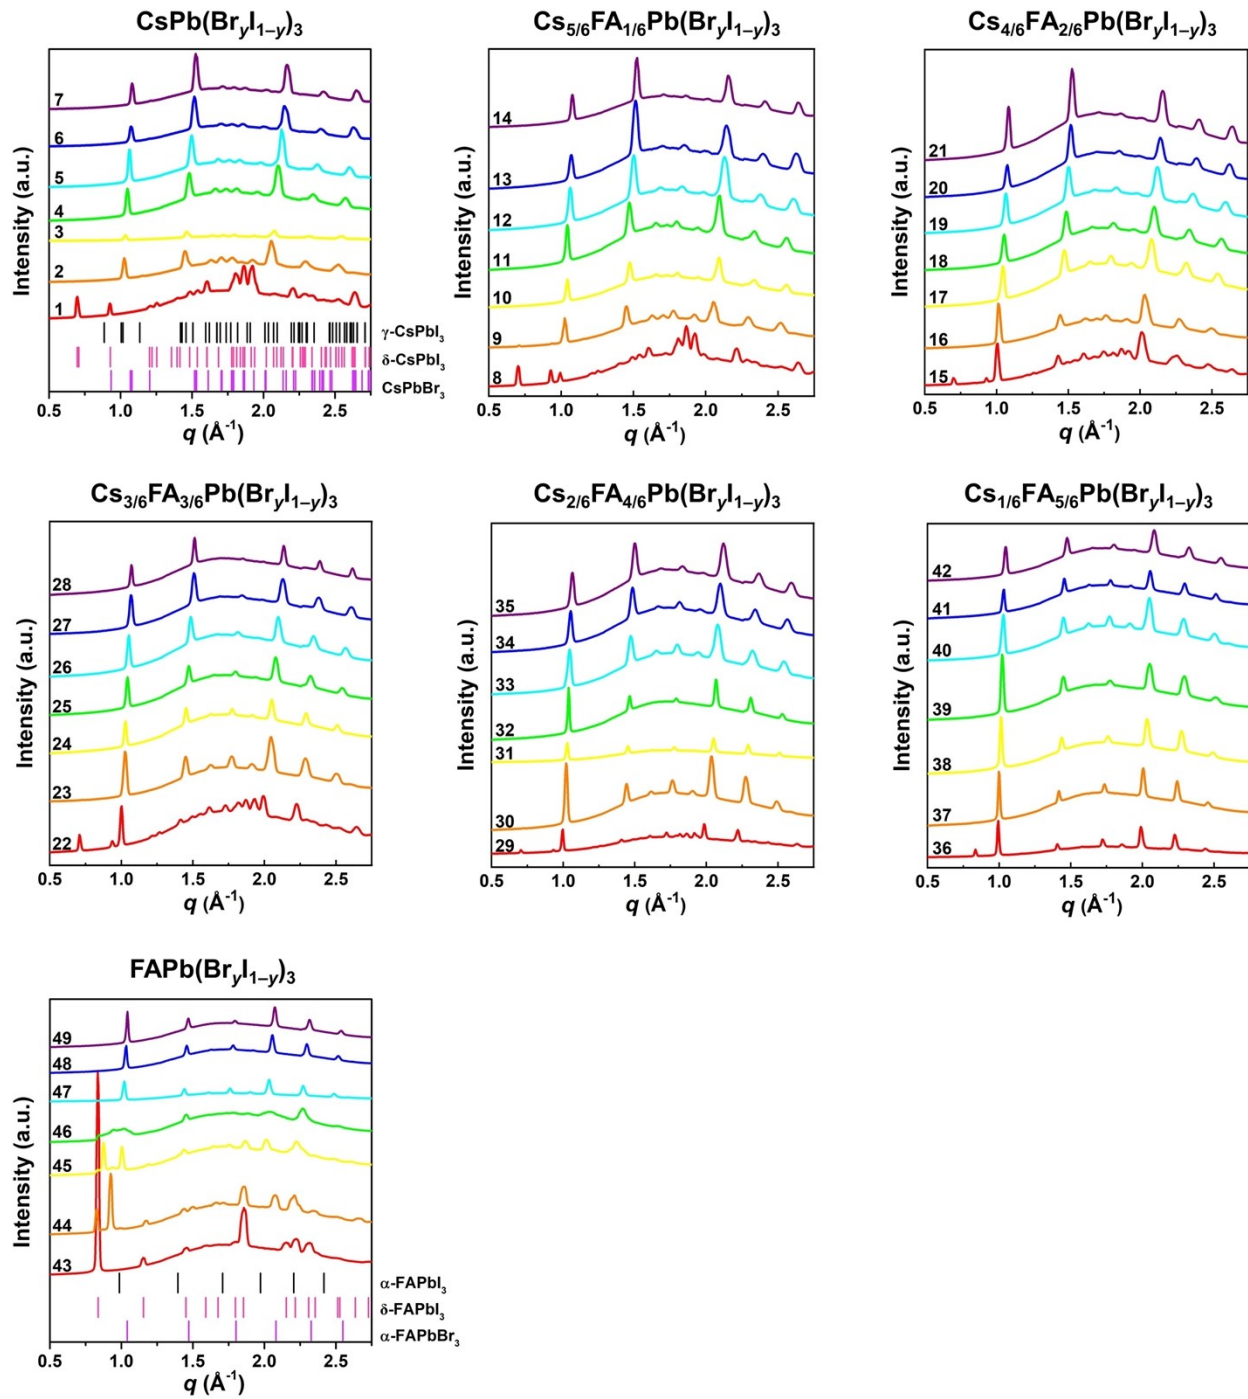 CsPb(BrᵧI₁₋ᵧ)₃
Intensity (a.u.)
7
6
5
4
3
2
1
γ-CsPbI₃
δ-CsPbI₃
CsPbBr₃
0.5 1.0 1.5 2.0 2.5
q (Å⁻¹)
Cs₅/₆FA₁/₆Pb(BrᵧI₁₋ᵧ)₃
Intensity (a.u.)
14
13
12
11
10
9
8
0.5 1.0 1.5 2.0 2.5
q (Å⁻¹)
Cs₄/₆FA₂/₆Pb(BrᵧI₁₋ᵧ)₃
Intensity (a.u.)
21
20
19
18
17
16
15
0.5 1.0 1.5 2.0 2.5
q (Å⁻¹)
Cs₃/₆FA₃/₆Pb(BrᵧI₁₋ᵧ)₃
Intensity (a.u.)
28
27
26
25
24
23
22
0.5 1.0 1.5 2.0 2.5
q (Å⁻¹)
Cs₂/₆FA₄/₆Pb(BrᵧI₁₋ᵧ)₃
Intensity (a.u.)
35
34
33
32
31
30
29
0.5 1.0 1.5 2.0 2.5
q (Å⁻¹)
Cs₁/₆FA₅/₆Pb(BrᵧI₁₋ᵧ)₃
Intensity (a.u.)
42
41
40
39
38
37
36
0.5 1.0 1.5 2.0 2.5
q (Å⁻¹)
FAPb(BrᵧI₁₋ᵧ)₃
Intensity (a.u.)
49
48
47
46
45
44
43
α-FAPbI₃
δ-FAPbI₃
α-FAPbBr₃
0.5 1.0 1.5 2.0 2.5
q (Å⁻¹)